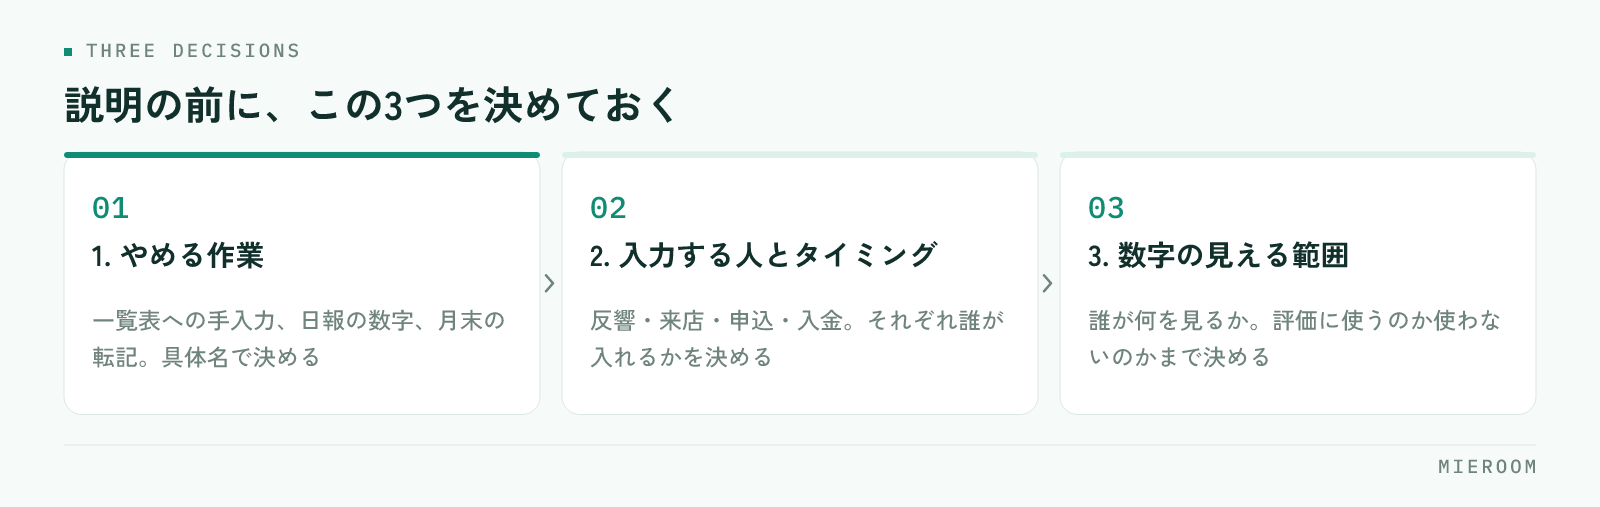 THREE DECISIONS
説明の前に、この3つを決めておく
01
1. やめる作業
一覧表への手入力、日報の数字、月末の
転記。具体名で決める
02
2. 入力する人とタイミング
反響・来店・申込・入金。それぞれ誰が
入れるかを決める
03
3. 数字の見える範囲
誰が何を見るか。評価に使うのか使わな
いのかまで決める
MIEROOM